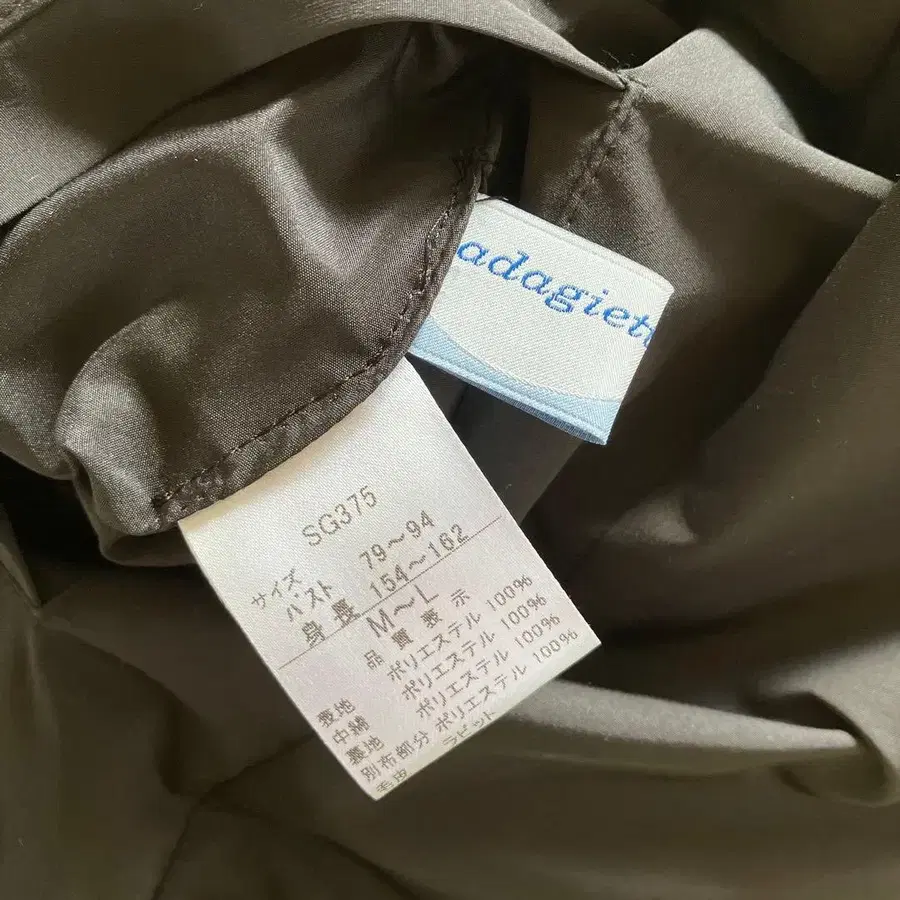 adagiett
SG375
サイズ
バスト 79～94
身長 154～162
M～L
品質表示
表地 ポリエステル 100%
中綿 ポリエステル 100%
裏地 ポリエステル 100%
別布部分 ポリエステル 100%
毛皮 ラビット